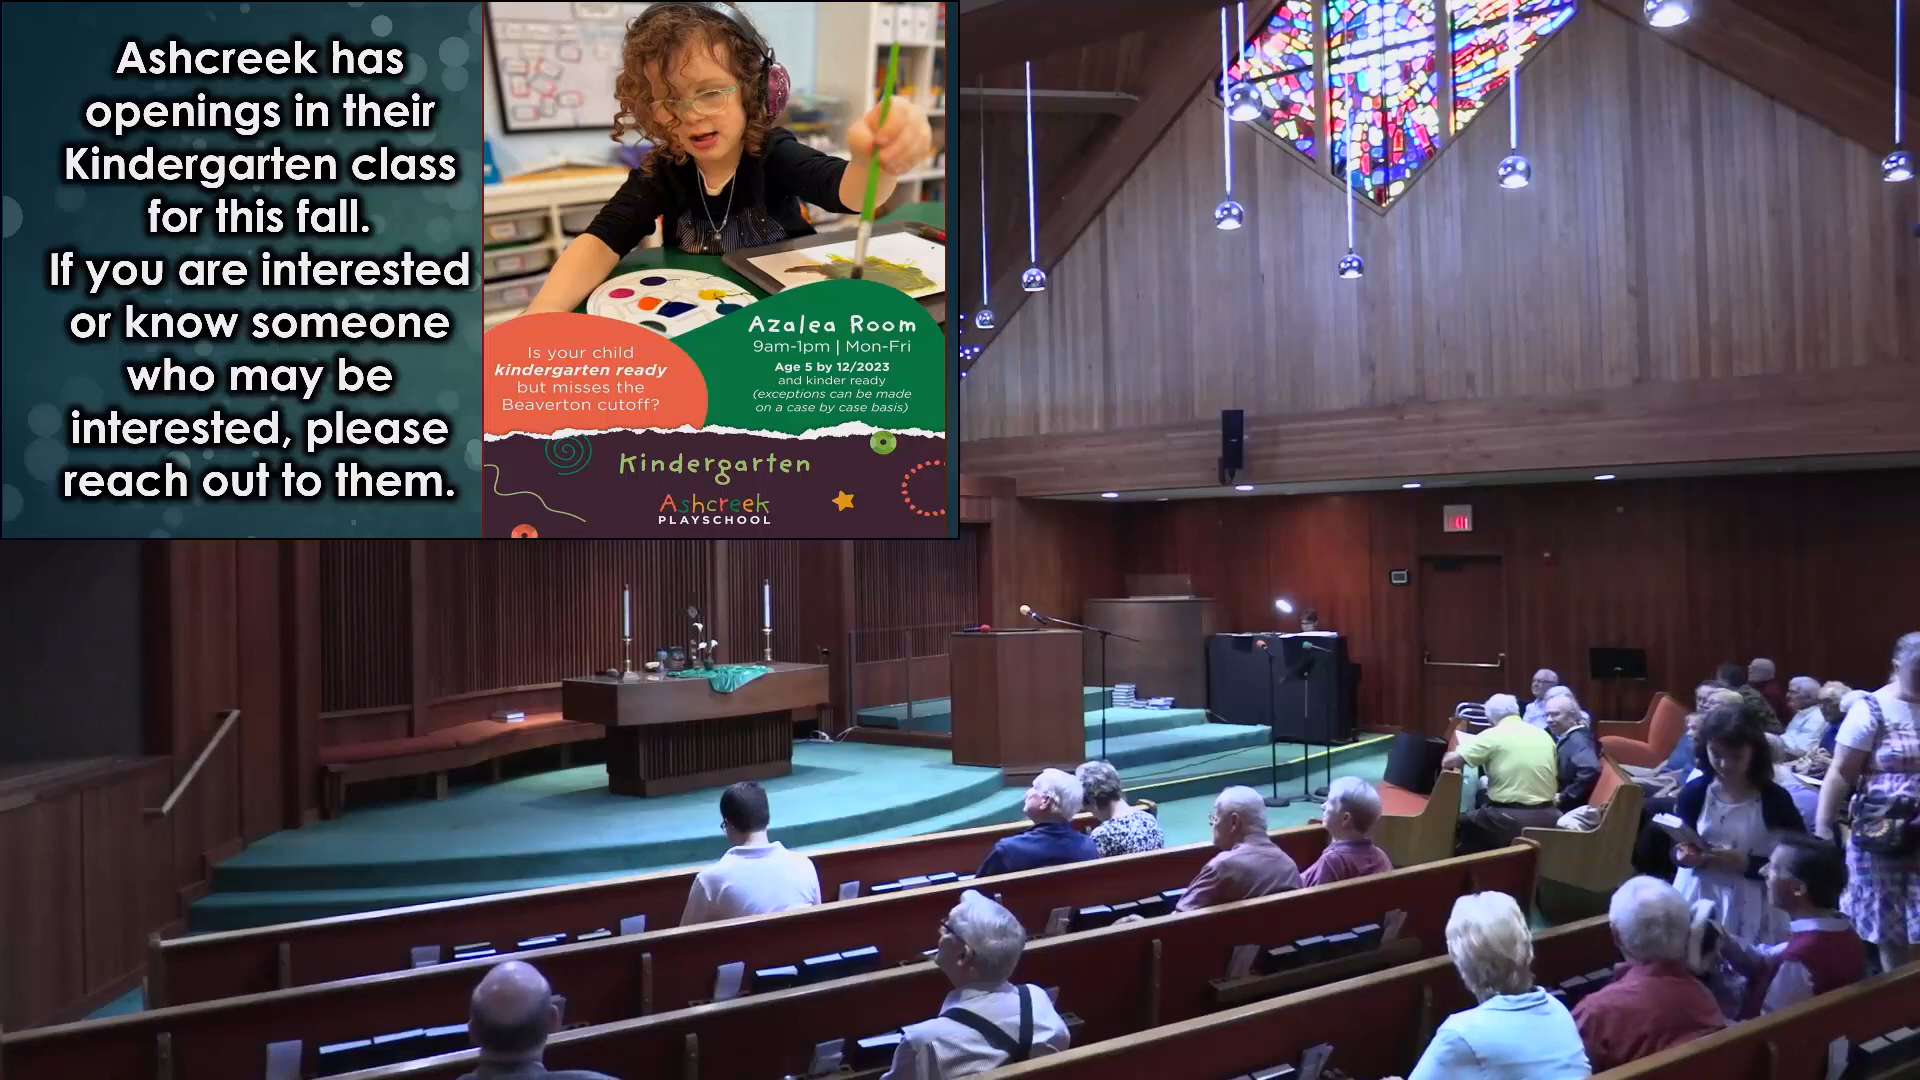 Ashcreek has
openings in their
Kindergarten class
for this fall.
If you are interested
or know someone
who may be
interested, please
reach out to them.
Is your child
kindergarten ready
but misses the
Beaverton cutoff?
Azalea Room
9am-1pm | Mon-Fri
Age 5 by 12/2023
and kinder ready
(exceptions can be made
on a case by case basis)
Kindergarten
Ashcreek
PLAYSCHOOL